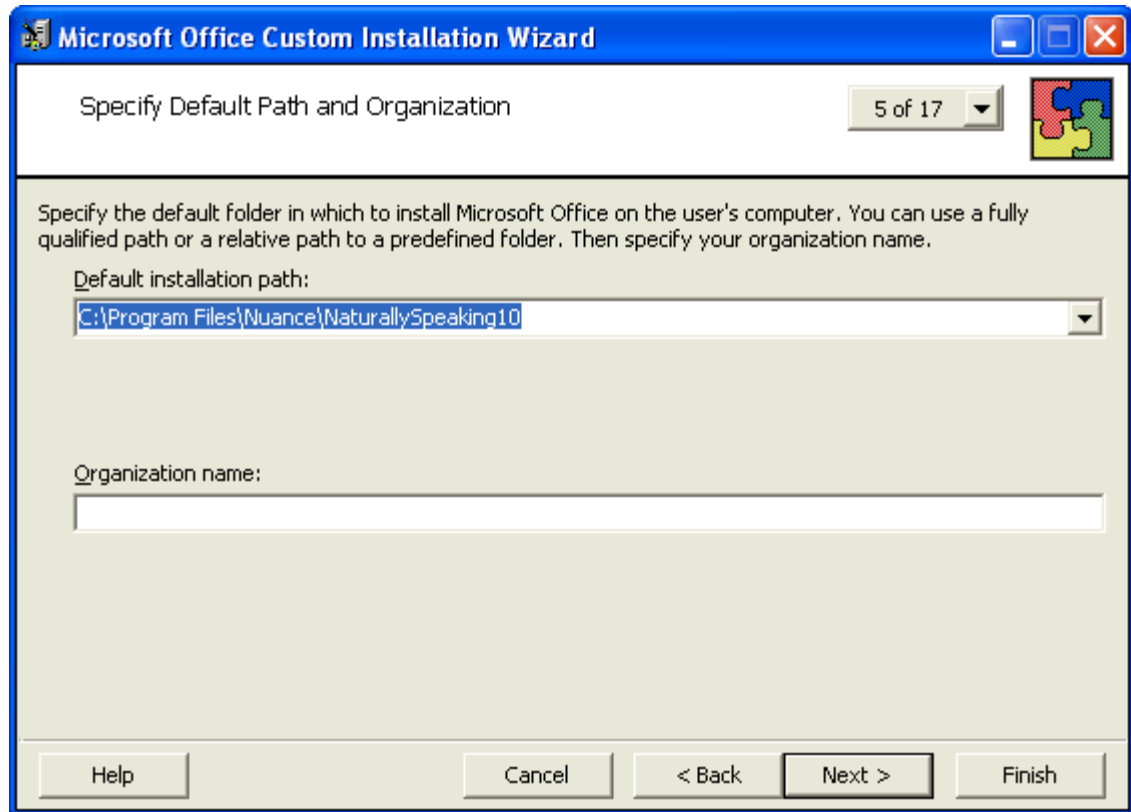 Microsoft Office Custom Installation Wizard
Specify Default Path and Organization
5 of 17
Specify the default folder in which to install Microsoft Office on the user's computer. You can use a fully
qualified path or a relative path to a predefined folder. Then specify your organization name.
Default installation path:
C:\Program Files\Nuance\NaturallySpeaking10
Organization name:
Help Cancel < Back Next > Finish